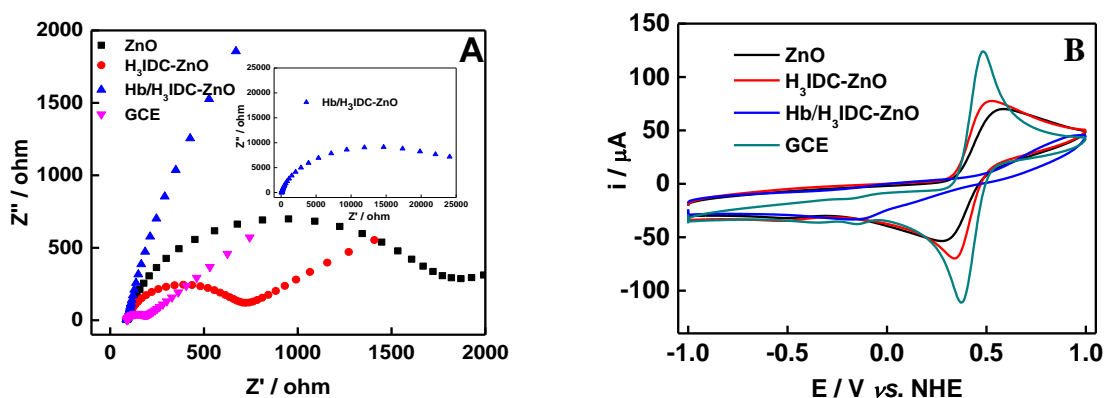 A
2000
1500
1000
500
0
Z'' / ohm
ZnO
H₃IDC-ZnO
Hb/H₃IDC-ZnO
GCE
25000
20000
15000
10000
5000
0
Z'' / ohm
Hb/H₃IDC-ZnO
0 5000 10000 15000 20000 25000
Z' / ohm
0 500 1000 1500 2000
Z' / ohm
B
150
100
50
0
-50
-100
i / μA
ZnO
H₃IDC-ZnO
Hb/H₃IDC-ZnO
GCE
-1.0 -0.5 0.0 0.5 1.0
E / V vs. NHE